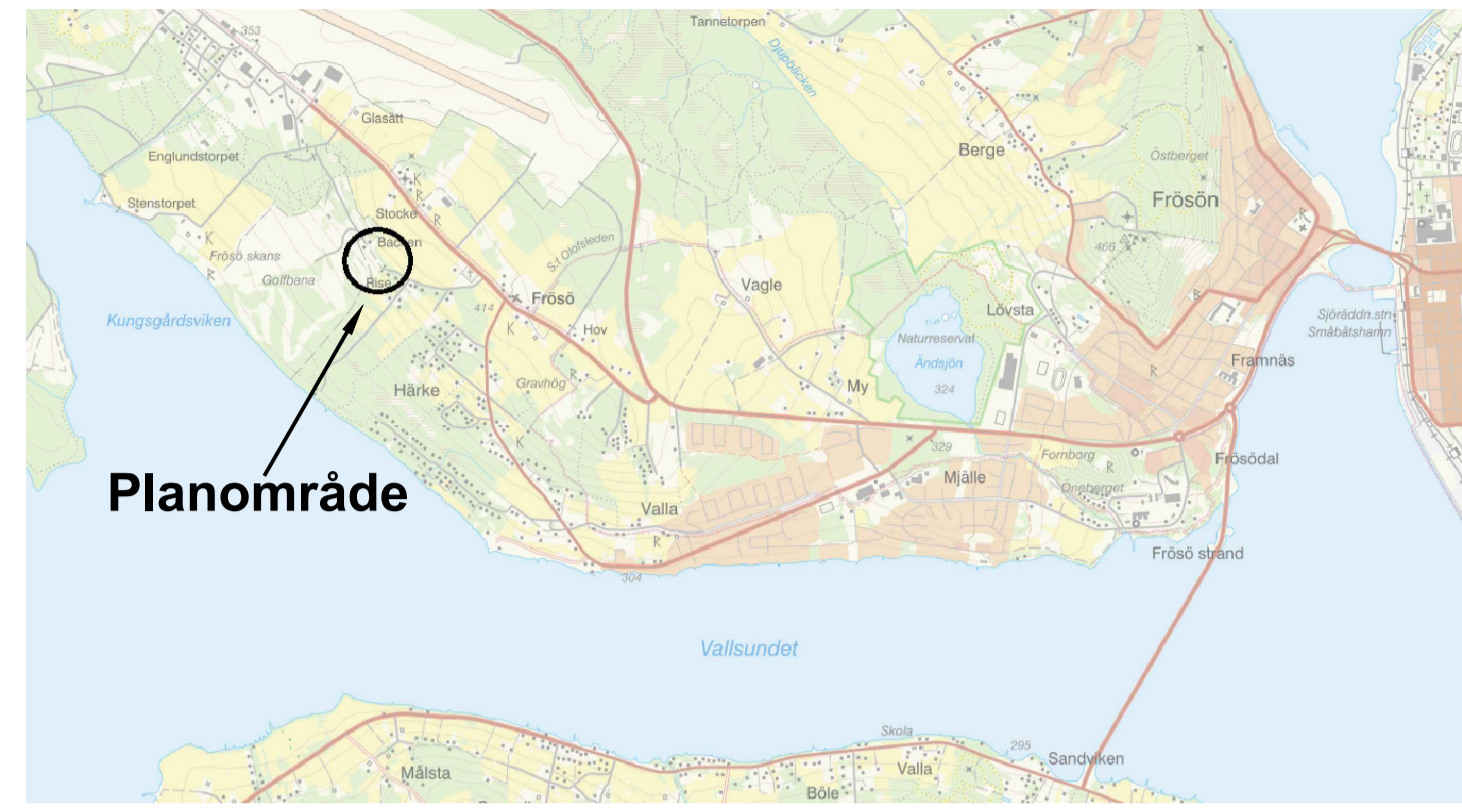 Tannetorpen
353
Djupbäcken
Glasätt
Berge
Östberget
Englundstorpet
K
R
Frösön
Stenstorpet
Stocke
R
R
K
Backen
466
Frösö skans
S:t Olofsleden
R
Golfbana
Rise
Vagle
414
Frösö
Lövsta
Kungsgårdsviken
K
Hov
Naturreservat
Sjöräddn.stn
Småbåtshamn
Ändsjön
Framnäs
Härke
Gravhög
My
324
R
K
329
Fornborg
Frösödal
Planområde
Mjälle
R
Öneberget
Valla
R
Frösö strand
304
Vallsundet
Skola
295
Sandviken
Målsta
Valla
Böle